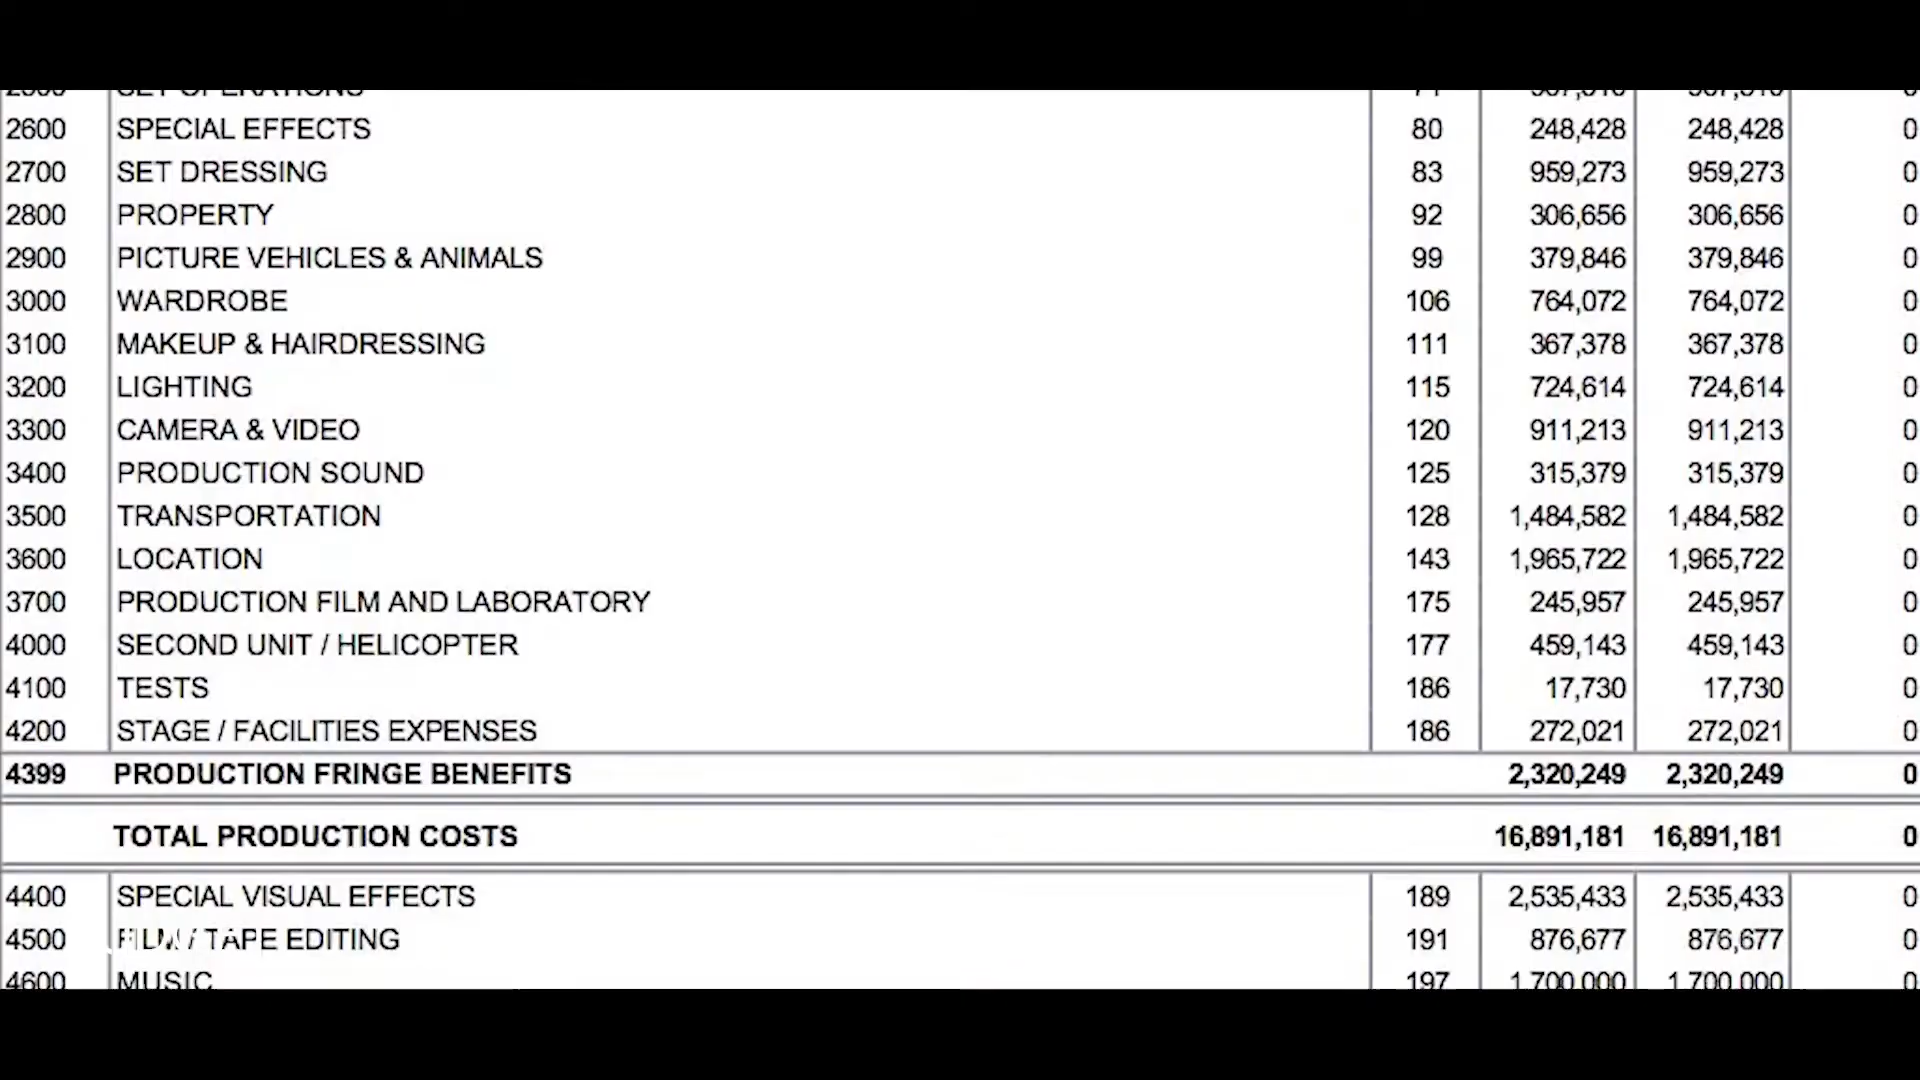 2600 SPECIAL EFFECTS 80 248,428 248,428 0
2700 SET DRESSING 83 959,273 959,273 0
2800 PROPERTY 92 306,656 306,656 0
2900 PICTURE VEHICLES & ANIMALS 99 379,846 379,846 0
3000 WARDROBE 106 764,072 764,072 0
3100 MAKEUP & HAIRDRESSING 111 367,378 367,378 0
3200 LIGHTING 115 724,614 724,614 0
3300 CAMERA & VIDEO 120 911,213 911,213 0
3400 PRODUCTION SOUND 125 315,379 315,379 0
3500 TRANSPORTATION 128 1,484,582 1,484,582 0
3600 LOCATION 143 1,965,722 1,965,722 0
3700 PRODUCTION FILM AND LABORATORY 175 245,957 245,957 0
4000 SECOND UNIT / HELICOPTER 177 459,143 459,143 0
4100 TESTS 186 17,730 17,730 0
4200 STAGE / FACILITIES EXPENSES 186 272,021 272,021 0
4399 PRODUCTION FRINGE BENEFITS 2,320,249 2,320,249 0
TOTAL PRODUCTION COSTS 16,891,181 16,891,181 0
4400 SPECIAL VISUAL EFFECTS 189 2,535,433 2,535,433 0
4500 EDITING 191 876,677 876,677 0
4600 MUSIC 197 1,700,000 1,700,000 0